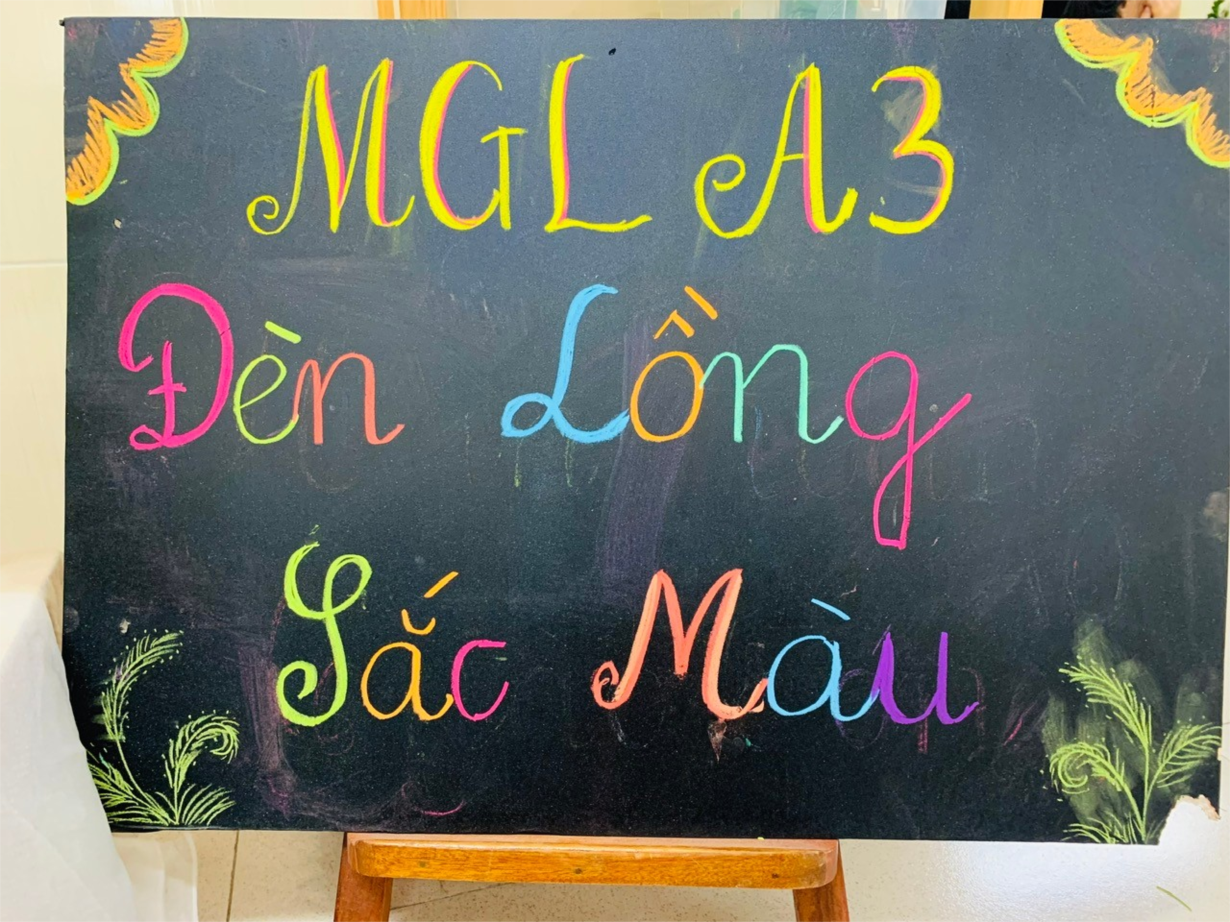 MGL A3
Đèn Lồng
Sắc Màu